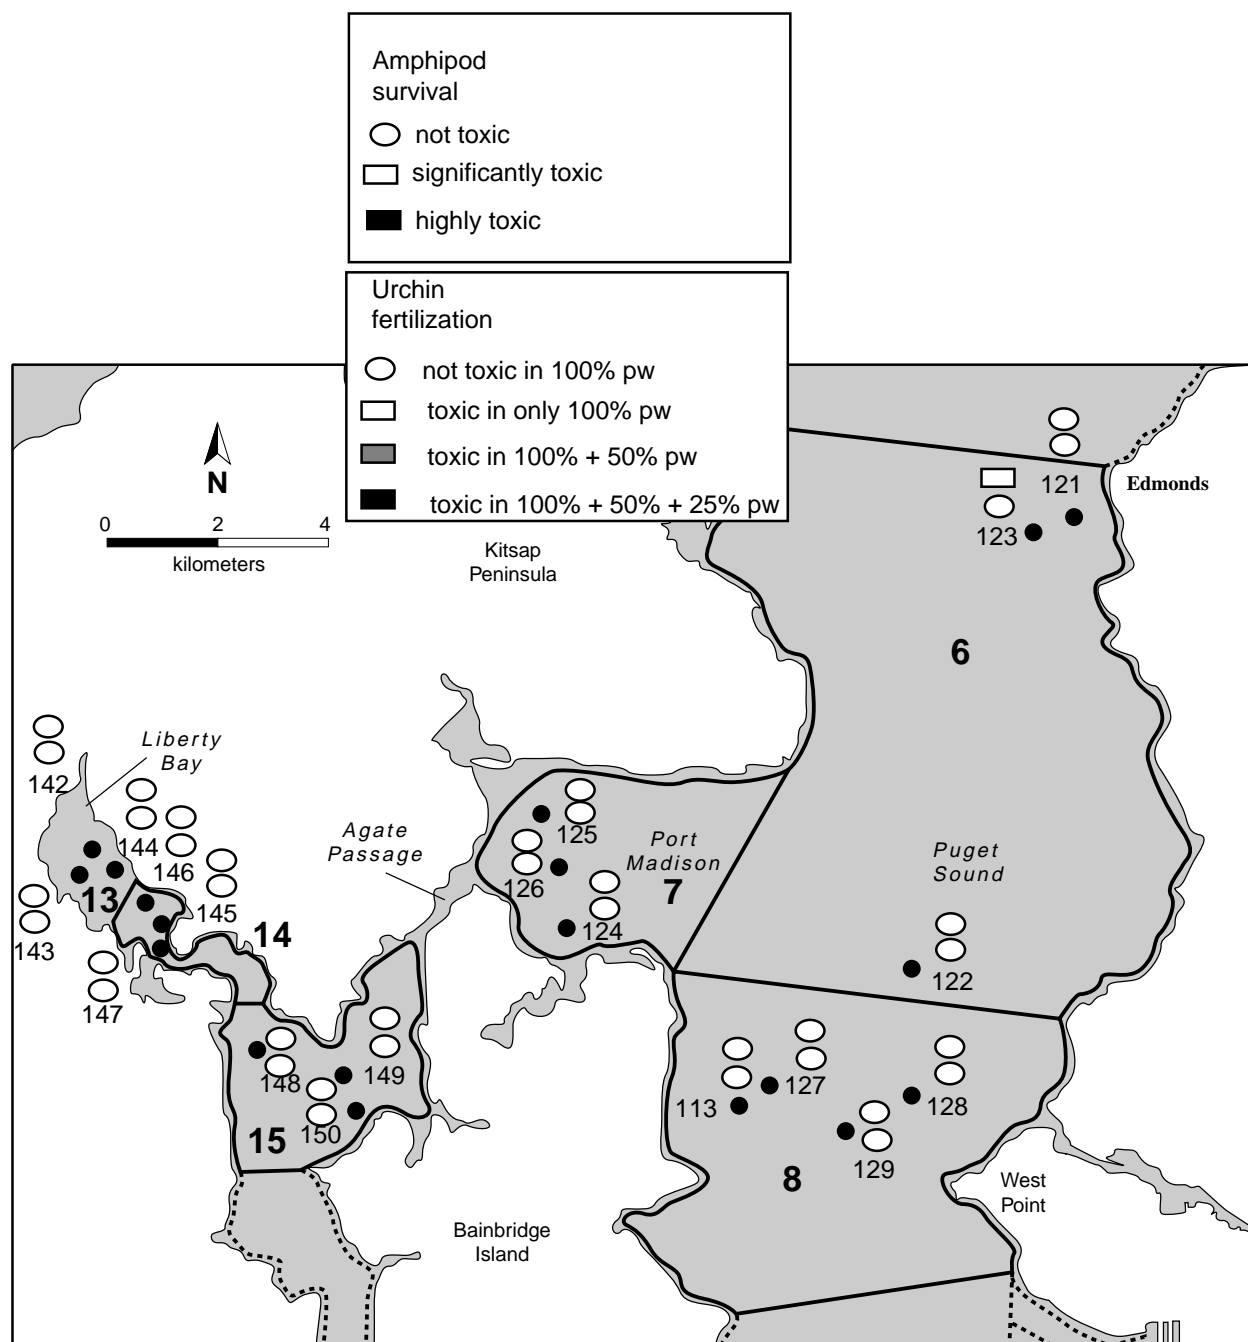 Amphipod
survival
not toxic
significantly toxic
highly toxic
Urchin
fertilization
not toxic in 100% pw
toxic in only 100% pw
toxic in 100% + 50% pw
toxic in 100% + 50% + 25% pw
N
0 2 4
kilometers
Kitsap
Peninsula
121
Edmonds
123
6
Liberty
Bay
142
144
146
145
13
143
14
147
Agate
Passage
125
126
Port
Madison
7
124
Puget
Sound
122
148
149
150
15
113
127
128
129
8
West
Point
Bainbridge
Island